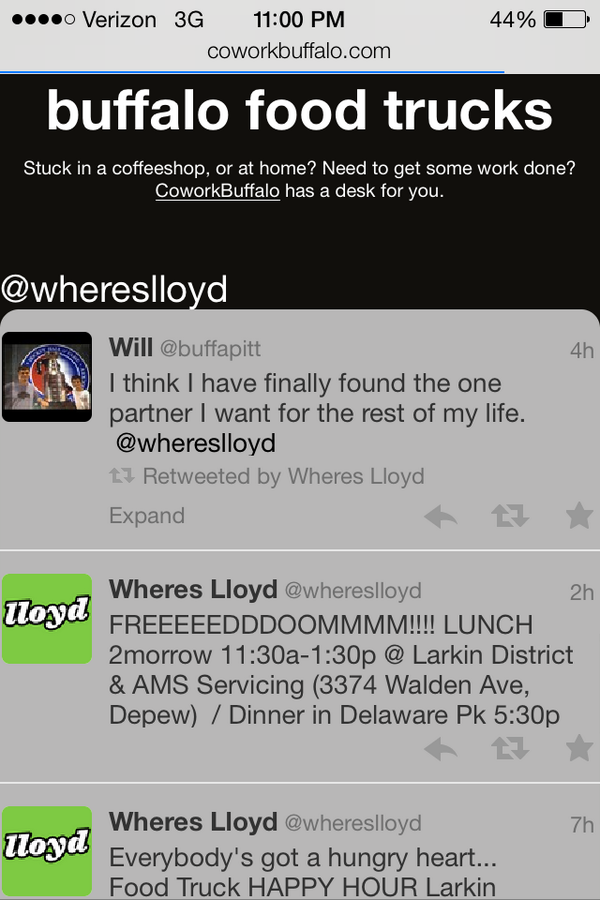 Verizon 3G 11:00 PM 44%
coworkbuffalo.com
buffalo food trucks
Stuck in a coffeeshop, or at home? Need to get some work done?
CoworkBuffalo has a desk for you.
@whereslloyd
Will @buffapitt 4h
I think I have finally found the one
partner I want for the rest of my life.
@whereslloyd
Retweeted by Wheres Lloyd
Expand
Wheres Lloyd @whereslloyd 2h
lloyd
FREEEEEDDDOOMMMM!!!! LUNCH
2morrow 11:30a-1:30p @ Larkin District
& AMS Servicing (3374 Walden Ave,
Depew) / Dinner in Delaware Pk 5:30p
Wheres Lloyd @whereslloyd 7h
lloyd
Everybody's got a hungry heart...
Food Truck HAPPY HOUR Larkin